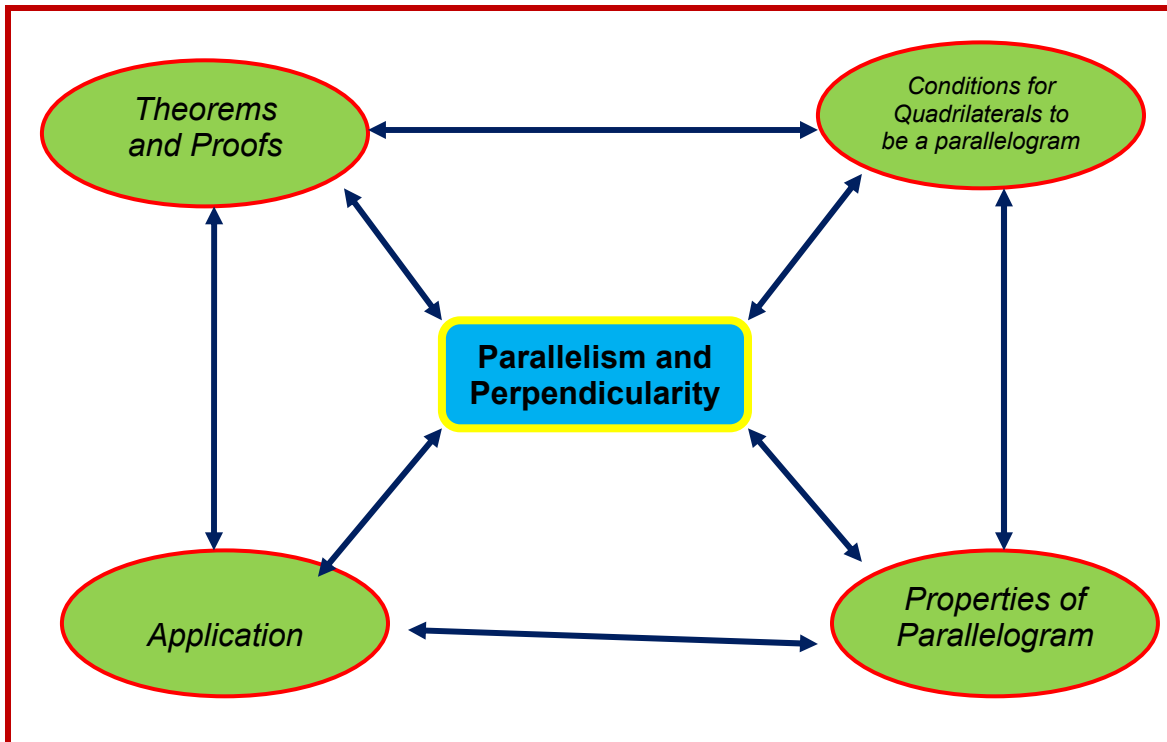 Theorems
and Proofs
Conditions for
Quadrilaterals to
be a parallelogram
Parallelism and
Perpendicularity
Application
Properties of
Parallelogram